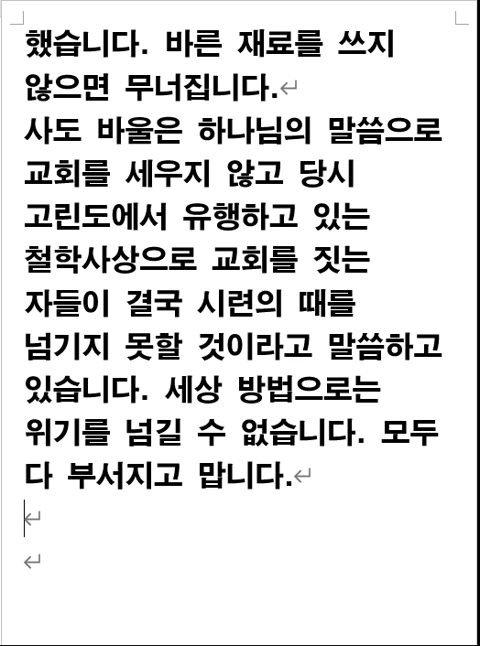 했습니다. 바른 재료를 쓰지
않으면 무너집니다.
사도 바울은 하나님의 말씀으로
교회를 세우지 않고 당시
고린도에서 유행하고 있는
철학사상으로 교회를 짓는
자들이 결국 시련의 때를
넘기지 못할 것이라고 말씀하고
있습니다. 세상 방법으로는
위기를 넘길 수 없습니다. 모두
다 부서지고 맙니다.